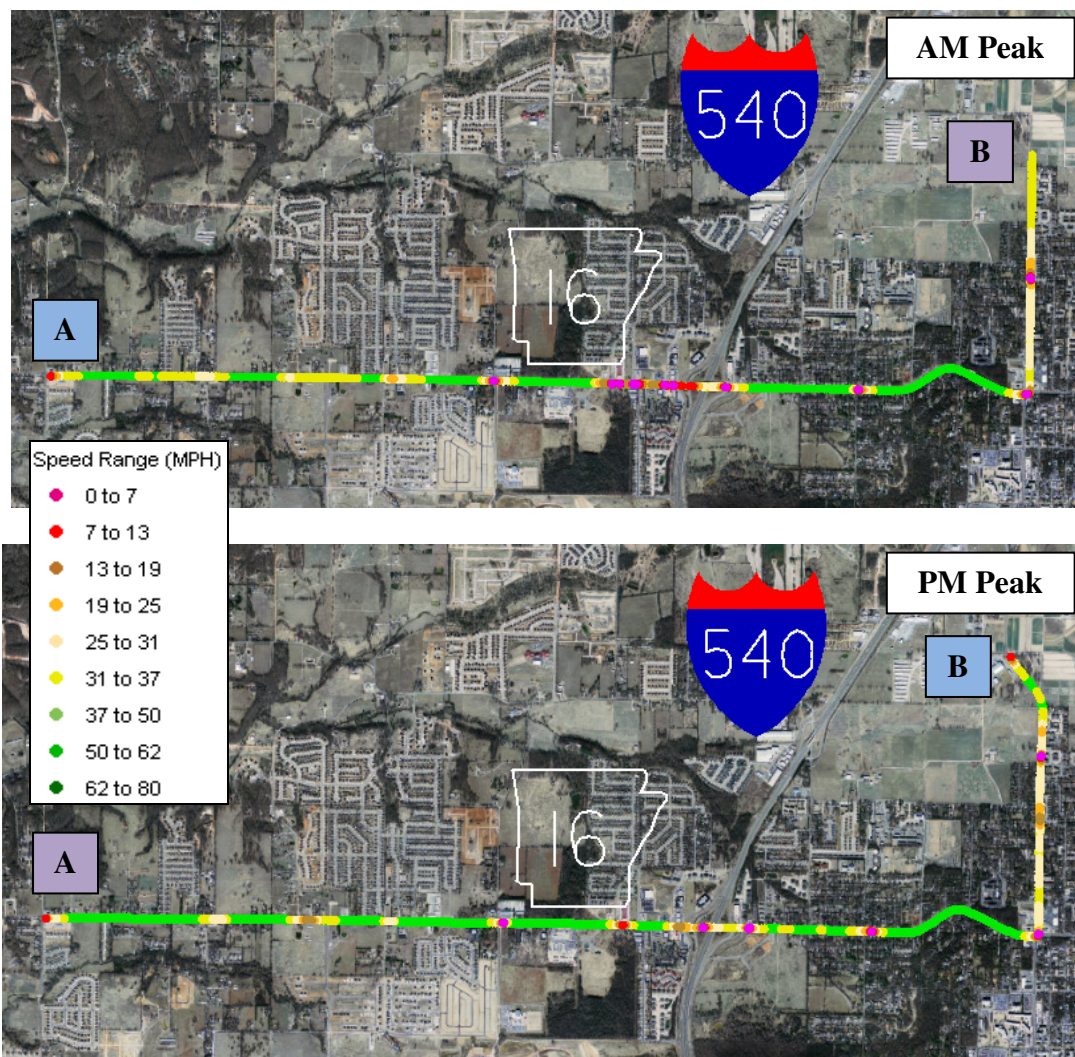 AM Peak
540
B
16
A
Speed Range (MPH)
0 to 7
7 to 13
13 to 19
19 to 25
25 to 31
31 to 37
37 to 50
50 to 62
62 to 80
PM Peak
540
B
16
A